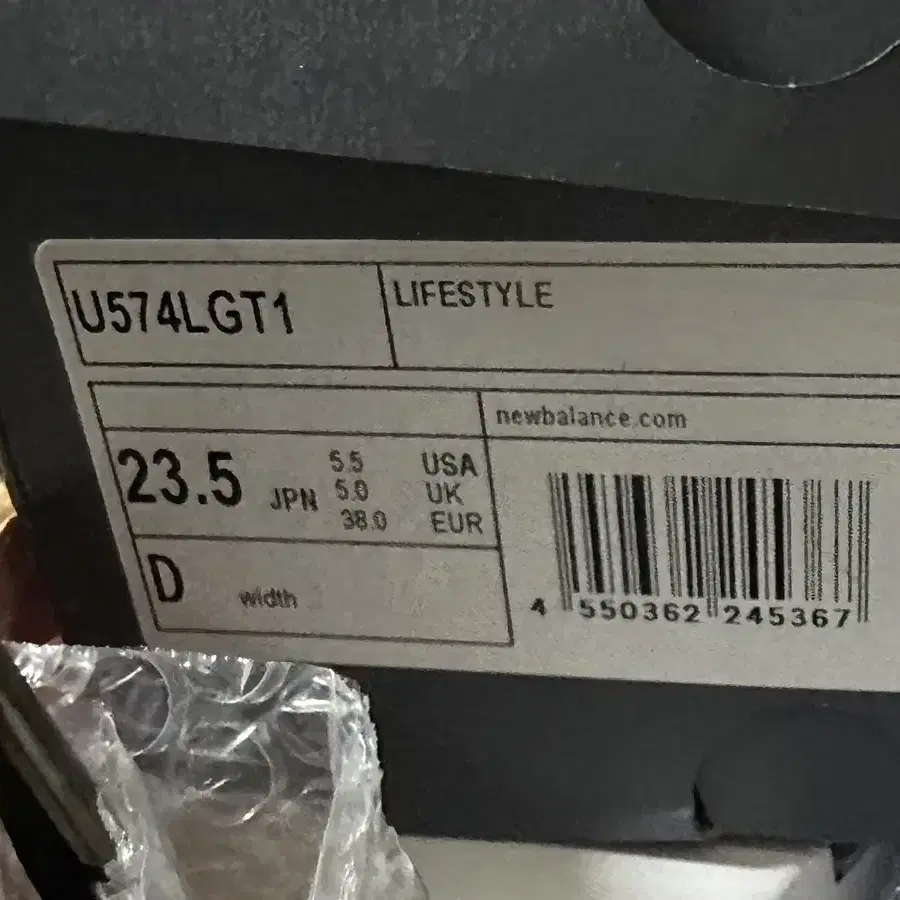 U574LGT1
LIFESTYLE
newbalance.com
23.5 JPN
5.5 USA
5.0 UK
38.0 EUR
D width
4 550362 245367